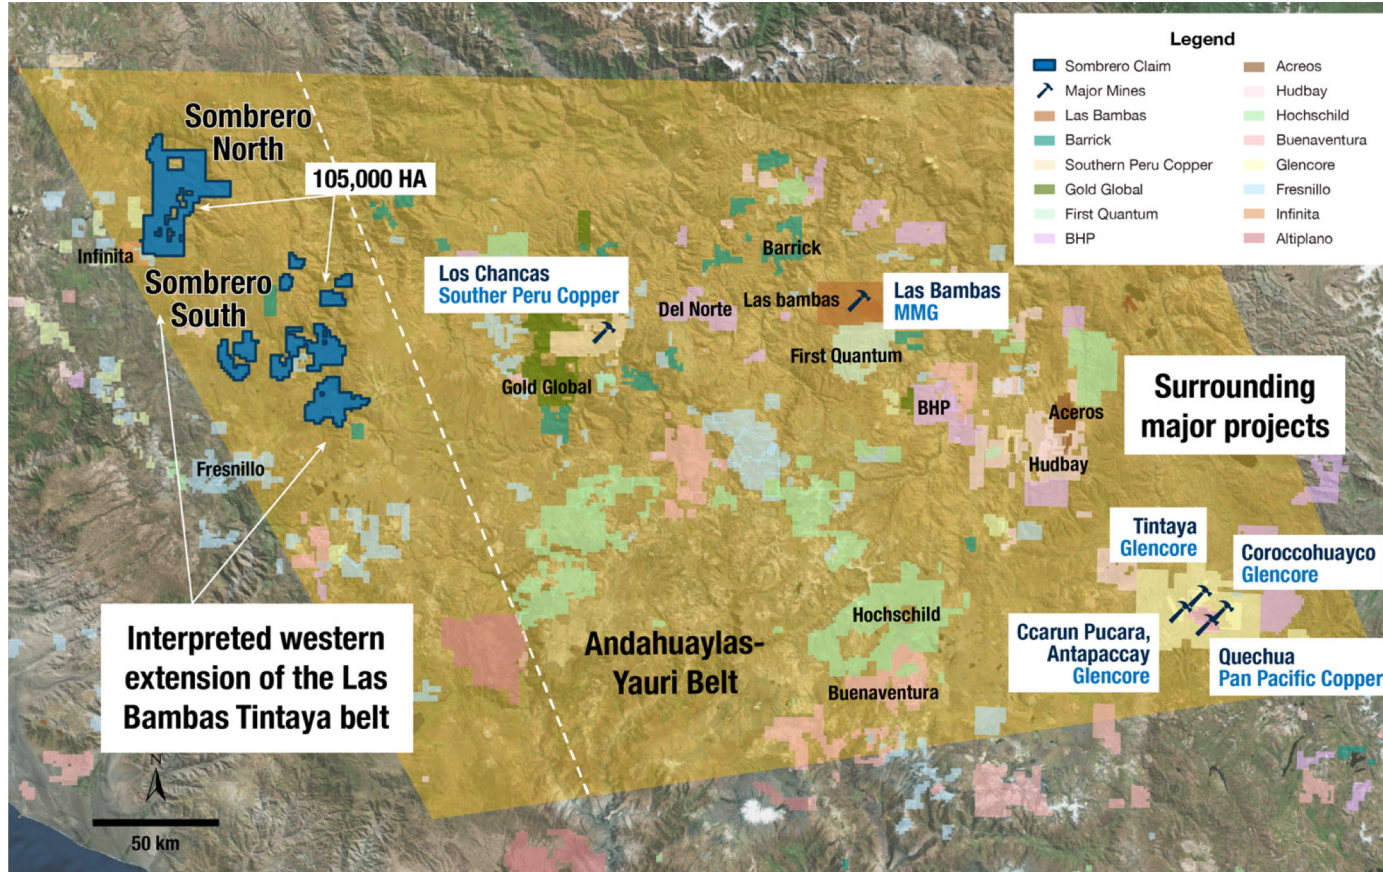 Legend
Sombrero Claim
Major Mines
Las Bambas
Barrick
Southern Peru Copper
Gold Global
First Quantum
BHP
Acreos
Hudbay
Hochschild
Buenaventura
Glencore
Fresnillo
Infinita
Altiplano
Sombrero
North
105,000 HA
Infinita
Sombrero
South
Los Chancas
Souther Peru Copper
Barrick
Del Norte
Las bambas
Las Bambas
MMG
First Quantum
Gold Global
BHP
Aceros
Hudbay
Surrounding
major projects
Fresnillo
Tintaya
Glencore
Coroccohuayco
Glencore
Hochschild
Ccarun Pucara,
Antapaccay
Glencore
Quechua
Pan Pacific Copper
Andahuaylas-
Yauri Belt
Buenaventura
Interpreted western
extension of the Las
Bambas Tintaya belt
N
50 km